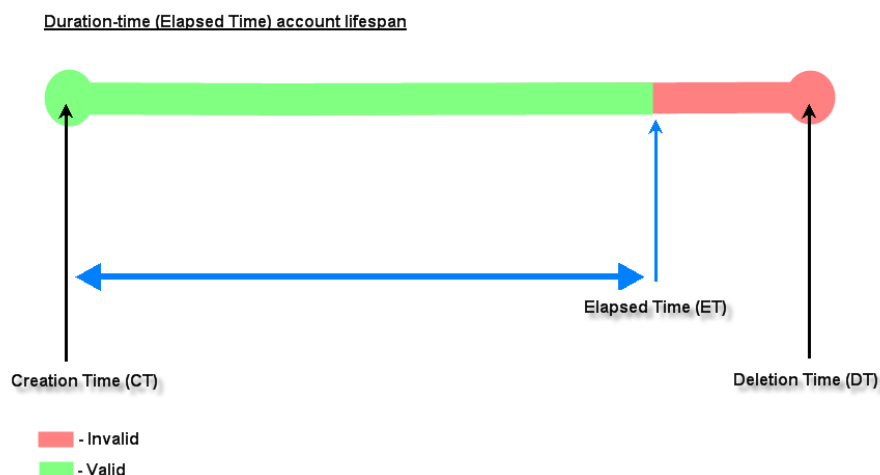 Duration-time (Elapsed Time) account lifespan
Elapsed Time (ET)
Creation Time (CT)
Deletion Time (DT)
- Invalid
- Valid